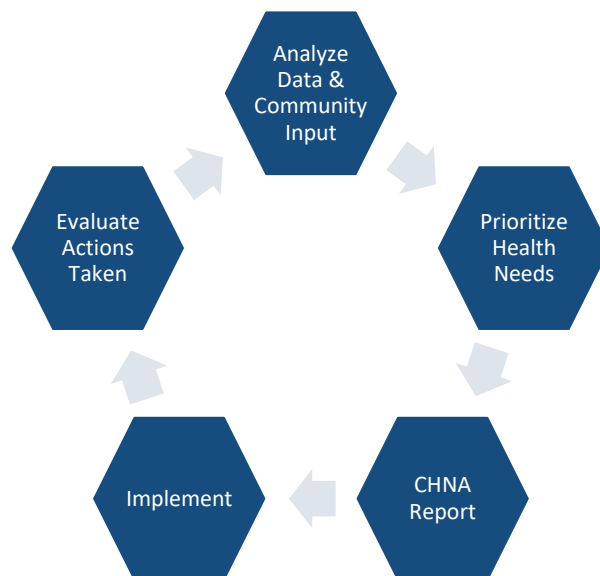 Analyze
Data &
Community
Input
Prioritize
Health
Needs
CHNA
Report
Implement
Evaluate
Actions
Taken